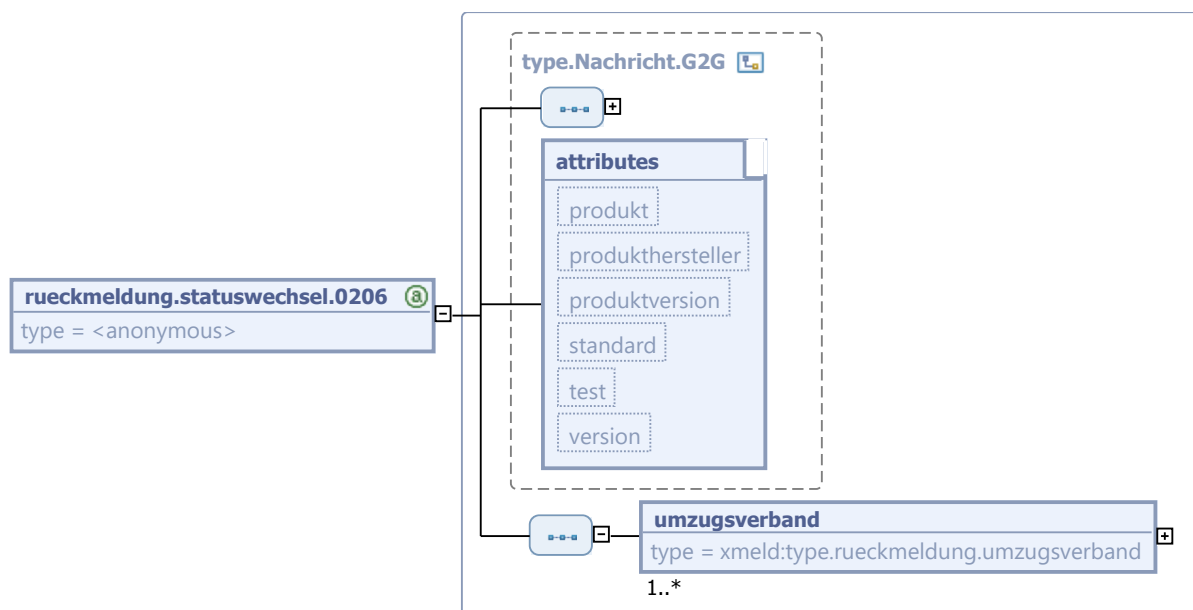 type.Nachricht.G2G
attributes
produkt
produkthersteller
produktversion
standard
test
version
rueckmeldung.statuswechsel.0206 a
type = <anonymous>
umzugsverband
type = xmeld:type.rueckmeldung.umzugsverband
1..*